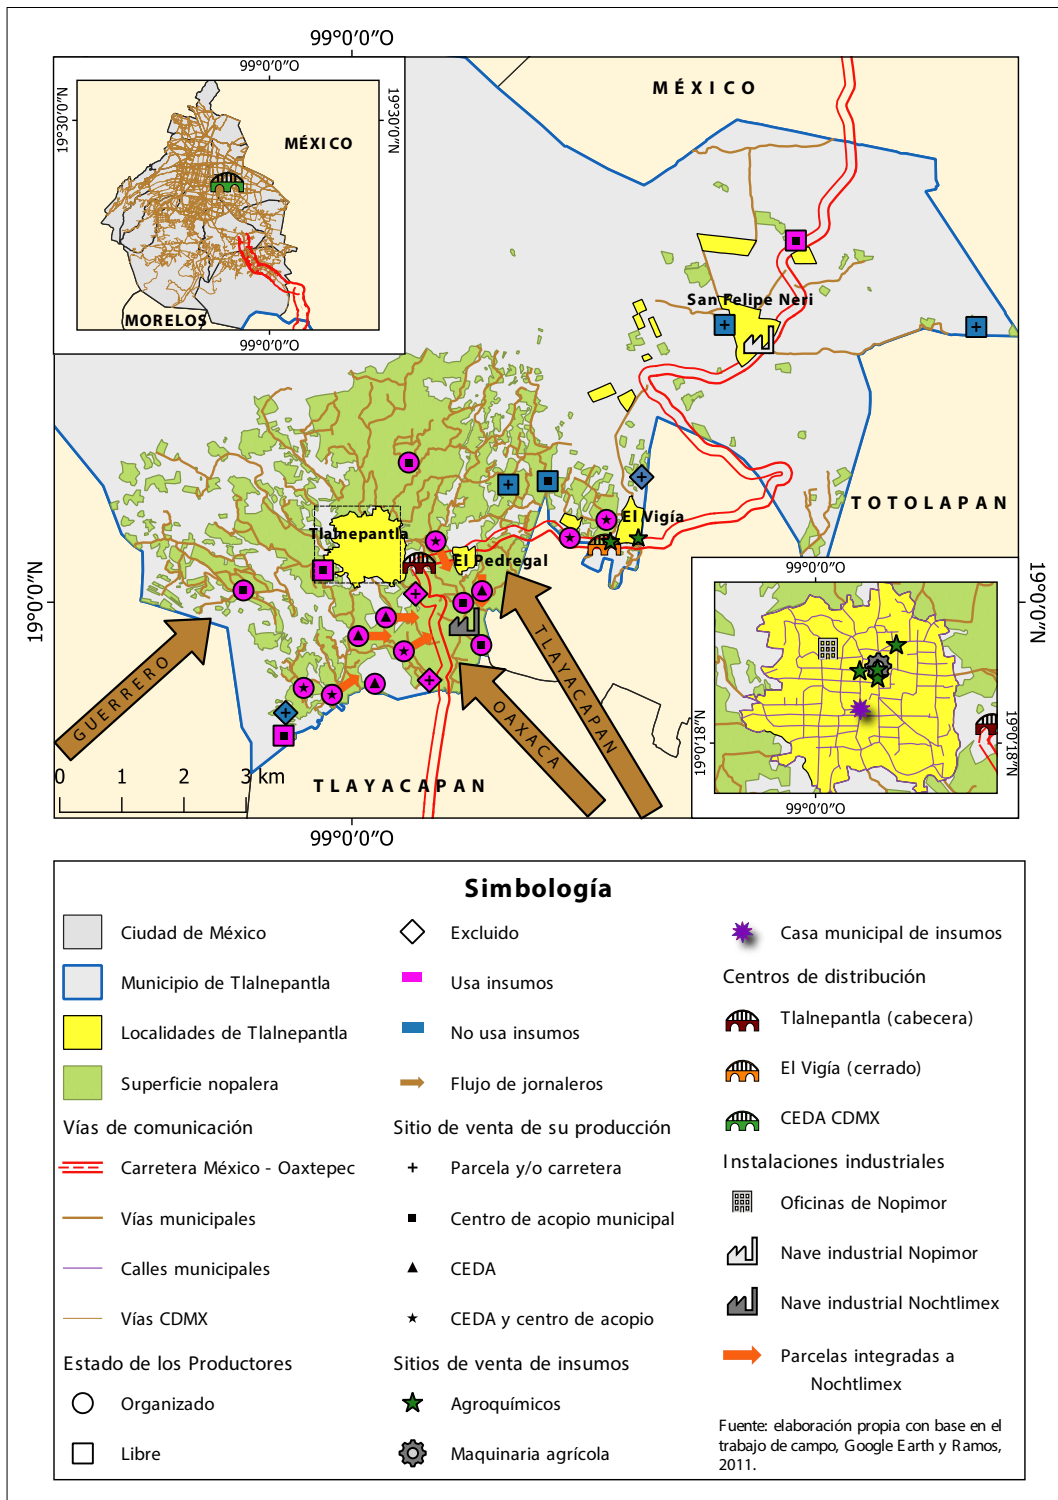 99°0'0"O
99°0'0"O
19°30'0"N
19°30'0"N
MÉXICO
MORELOS
99°0'0"O
MÉXICO
San Felipe Neri
TOTOLAPAN
El Vigía
Tlalnepantla
El Pedregal
19°0'0"N
19°0'0"N
GUERRERO
OAXACA
TLAYACAPAN
TLAYACAPAN
0 1 2 3 km
99°0'0"O
19°0'18"N
19°0'18"N
99°0'0"O
99°0'0"O
Simbología
Ciudad de México
Municipio de Tlalnepantla
Localidades de Tlalnepantla
Superficie nopalera
Vías de comunicación
Carretera México - Oaxtepec
Vías municipales
Calles municipales
Vías CDMX
Estado de los Productores
Organizado
Libre
Excluido
Usa insumos
No usa insumos
Flujo de jornaleros
Sitio de venta de su producción
Parcela y/o carretera
Centro de acopio municipal
CEDA
CEDA y centro de acopio
Sitios de venta de insumos
Agroquímicos
Maquinaria agrícola
Casa municipal de insumos
Centros de distribución
Tlalnepantla (cabecera)
El Vigía (cerrado)
CEDA CDMX
Instalaciones industriales
Oficinas de Nopimor
Nave industrial Nopimor
Nave industrial Nochtlimex
Parcelas integradas a
Nochtlimex
Fuente: elaboración propia con base en el
trabajo de campo, Google Earth y Ramos,
2011.